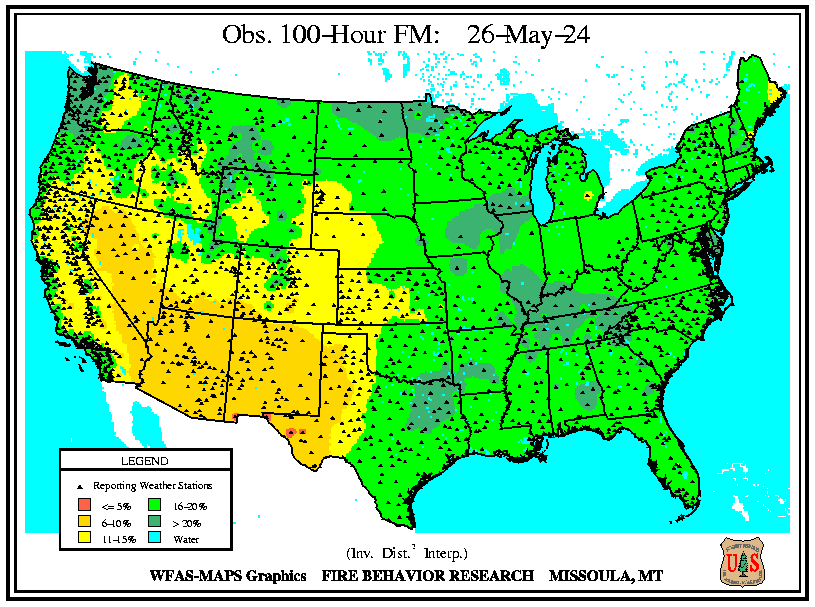 Obs. 100-Hour FM: 26-May-24
LEGEND
Reporting Weather Stations
<= 5% 16-20%
6-10% > 20%
11-15% Water
(Inv. Dist.² Interp.)
WFAS-MAPS Graphics FIRE BEHAVIOR RESEARCH MISSOULA, MT
U S